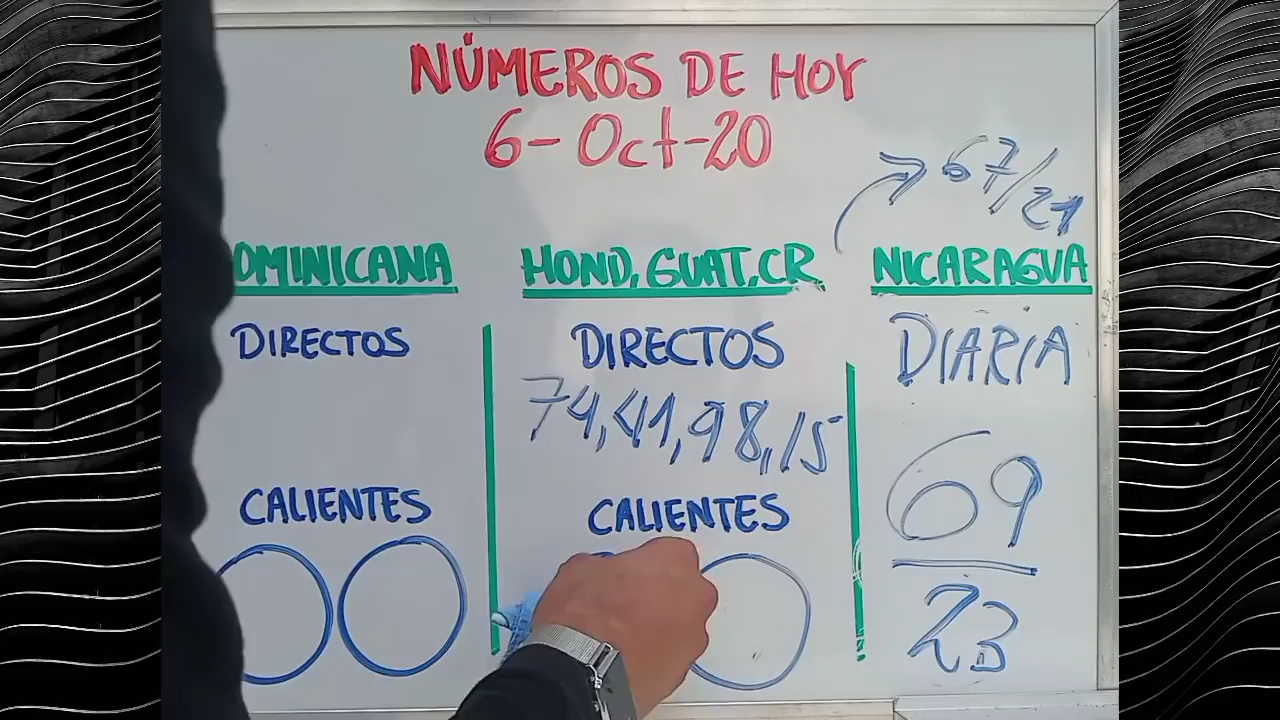 NÚMEROS DE HOY
6-Oct-20
67/21
OMINICANA
DIRECTOS
CALIENTES
HOND, GUAT, CR
DIRECTOS
74,41,98,15
CALIENTES
NICARAGUA
DIARIA
69
23